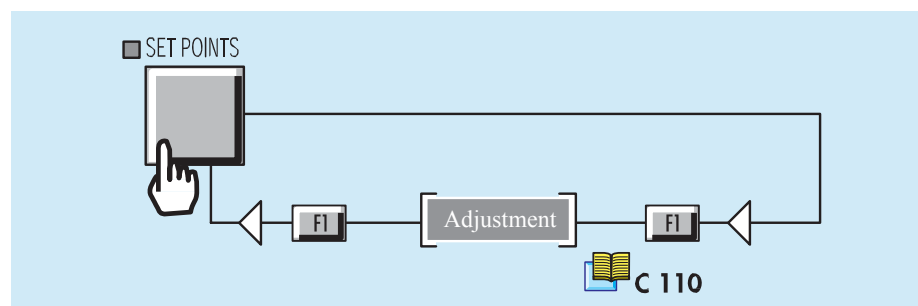 SET POINTS
F1
Adjustment
F1
C 110